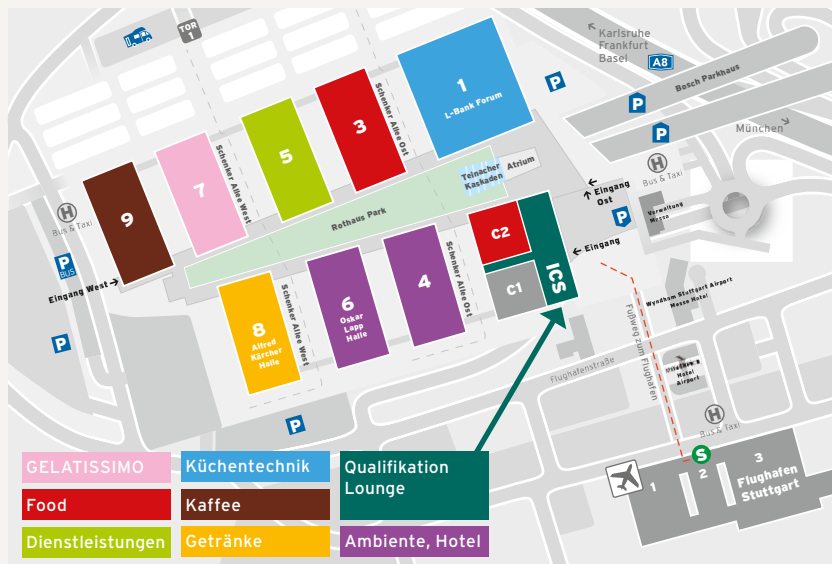 TOR
1
Karlsruhe
Frankfurt
Basel
A8
Bosch Parkhaus
München
P
P
P
1
L-Bank Forum
Schenker Allee Ost
3
5
Schenker Allee West
7
9
Teinacher
Kaskaden
Atrium
Rothaus Park
H
Bus & Taxi
Eingang
Ost
P
Verwaltung
Messe
Eingang
H
Bus & Taxi
P
BUS
Eingang West
P
C2
C1
ICS
4
Schenker Allee Ost
6
Oskar
Lapp
Halle
Schenker Allee West
8
Alfred
Kärcher
Halle
Wyndham Stuttgart Airport
Messe Hotel
Fußweg zum Flughafen
Flughafenstraße
Hotel
Airport
H
Bus & Taxi
P
S
1
2
3
Flughafen
Stuttgart
GELATISSIMO
Küchentechnik
Qualifikation
Lounge
Food
Kaffee
Dienstleistungen
Getränke
Ambiente, Hotel